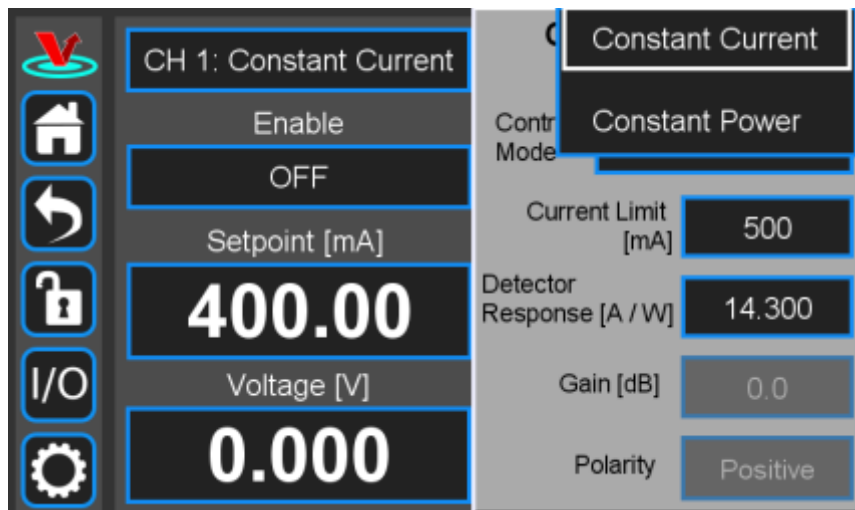 CH 1: Constant Current
Enable
OFF
Setpoint [mA]
400.00
Voltage [V]
0.000
I/O
Constant Current
Constant Power
Mode
Current Limit
[mA]
500
Detector
Response [A / W]
14.300
Gain [dB]
0.0
Polarity
Positive